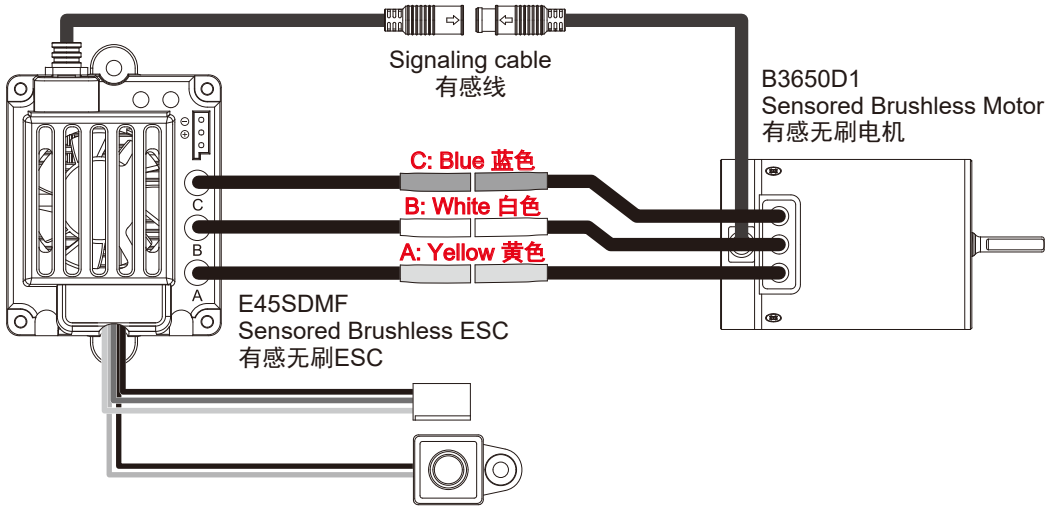 Signaling cable
有感线
B3650D1
Sensored Brushless Motor
有感无刷电机
C: Blue 蓝色
C
B: White 白色
B
A: Yellow 黄色
A
E45SDMF
Sensored Brushless ESC
有感无刷ESC